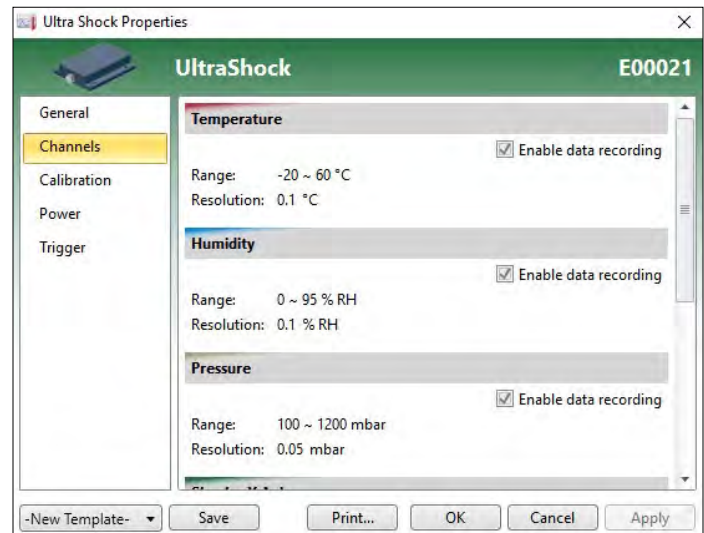 Ultra Shock Properties
UltraShock
E00021
General
Channels
Calibration
Power
Trigger
Temperature
Enable data recording
Range: -20 ~ 60 °C
Resolution: 0.1 °C
Humidity
Enable data recording
Range: 0 ~ 95 % RH
Resolution: 0.1 % RH
Pressure
Enable data recording
Range: 100 ~ 1200 mbar
Resolution: 0.05 mbar
-New Template-
Save
Print...
OK
Cancel
Apply